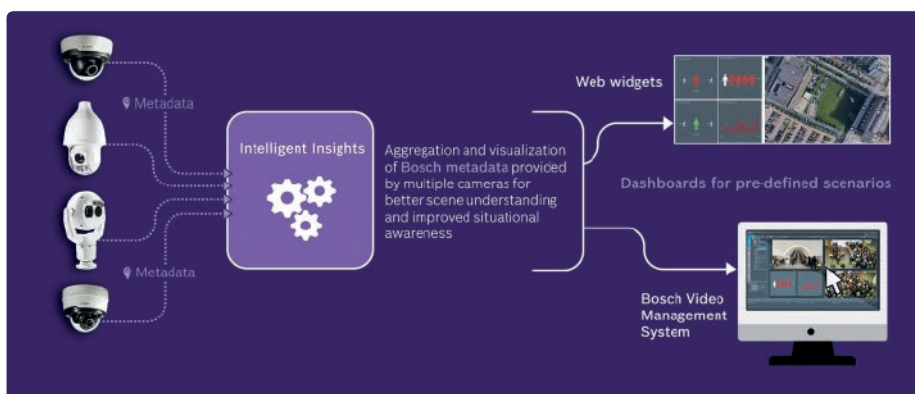 Metadata
Metadata
Intelligent Insights
Aggregation and visualization
of Bosch metadata provided
by multiple cameras for
better scene understanding
and improved situational
awareness
Web widgets
Dashboards for pre-defined scenarios
Bosch Video
Management
System